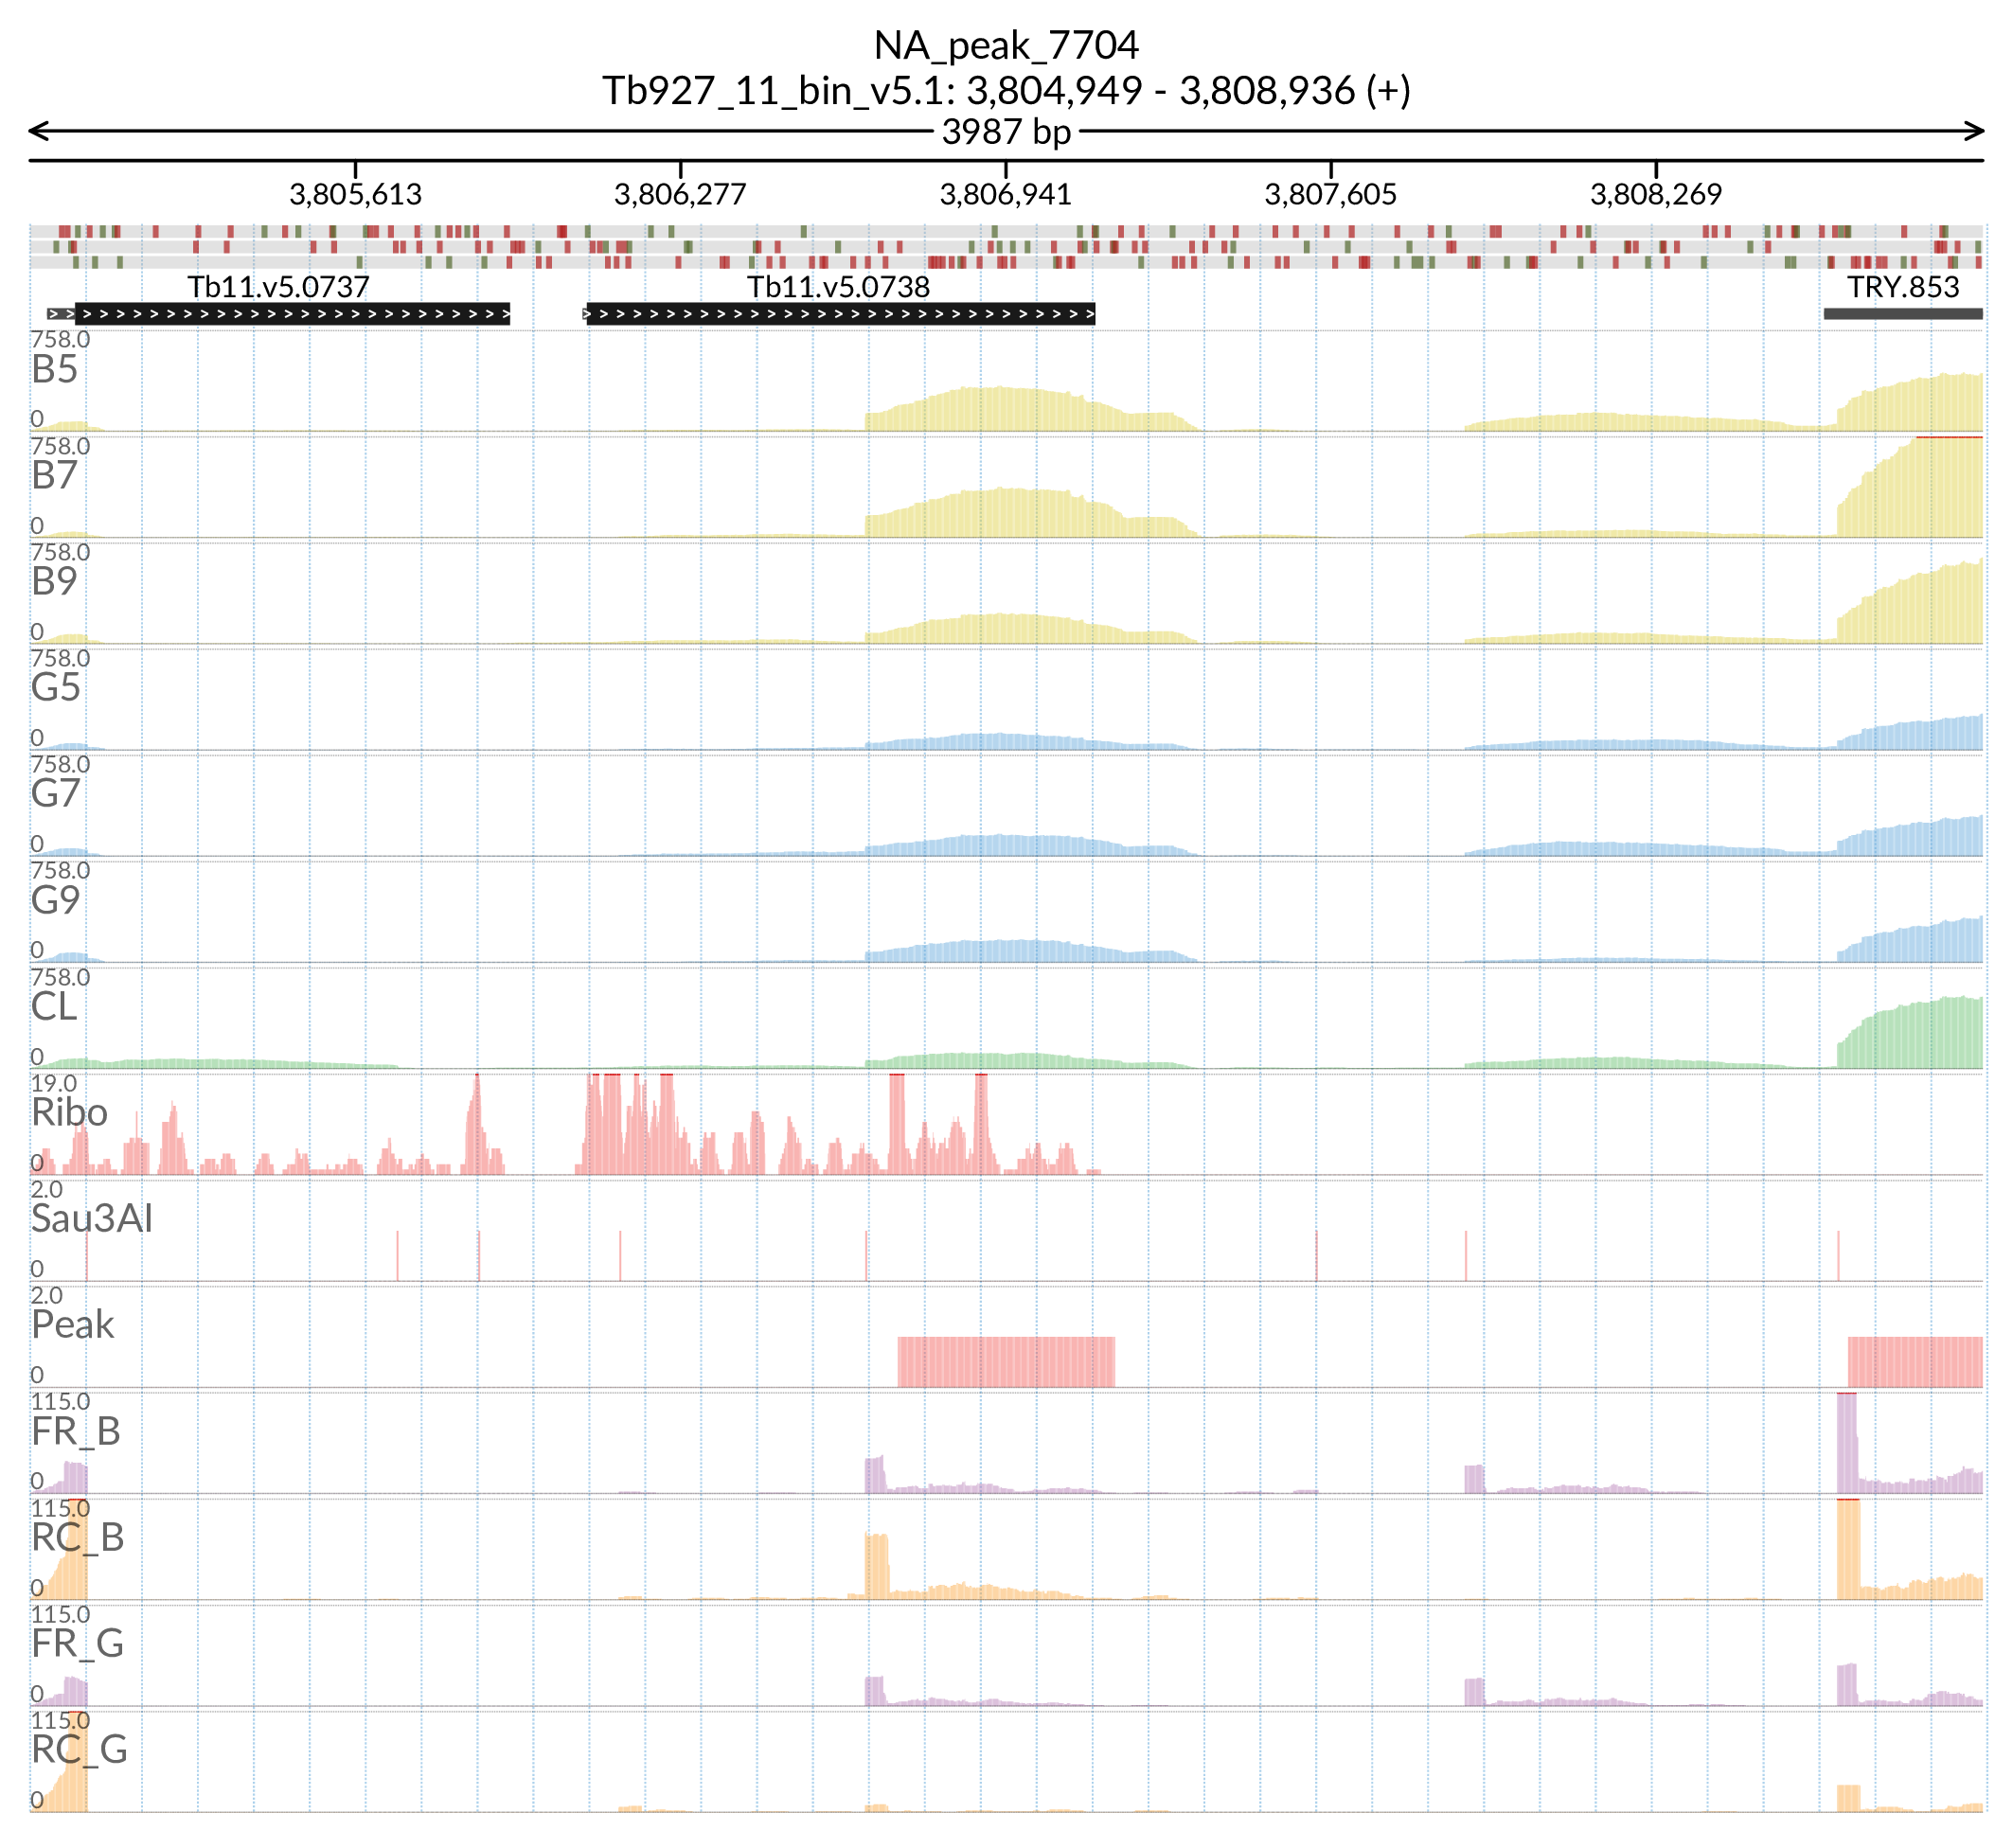 NA_peak_7704
Tb927_11_bin_v5.1: 3,804,949 - 3,808,936 (+)
3987 bp
3,805,613 3,806,277 3,806,941 3,807,605 3,808,269
Tb11.v5.0737 Tb11.v5.0738 TRY.853
758.0
B5
0
758.0
B7
0
758.0
B9
0
758.0
G5
0
758.0
G7
0
758.0
G9
0
758.0
CL
0
19.0
Ribo
0
2.0
Sau3AI
0
2.0
Peak
0
115.0
FR_B
0
115.0
RC_B
0
115.0
FR_G
0
115.0
RC_G
0